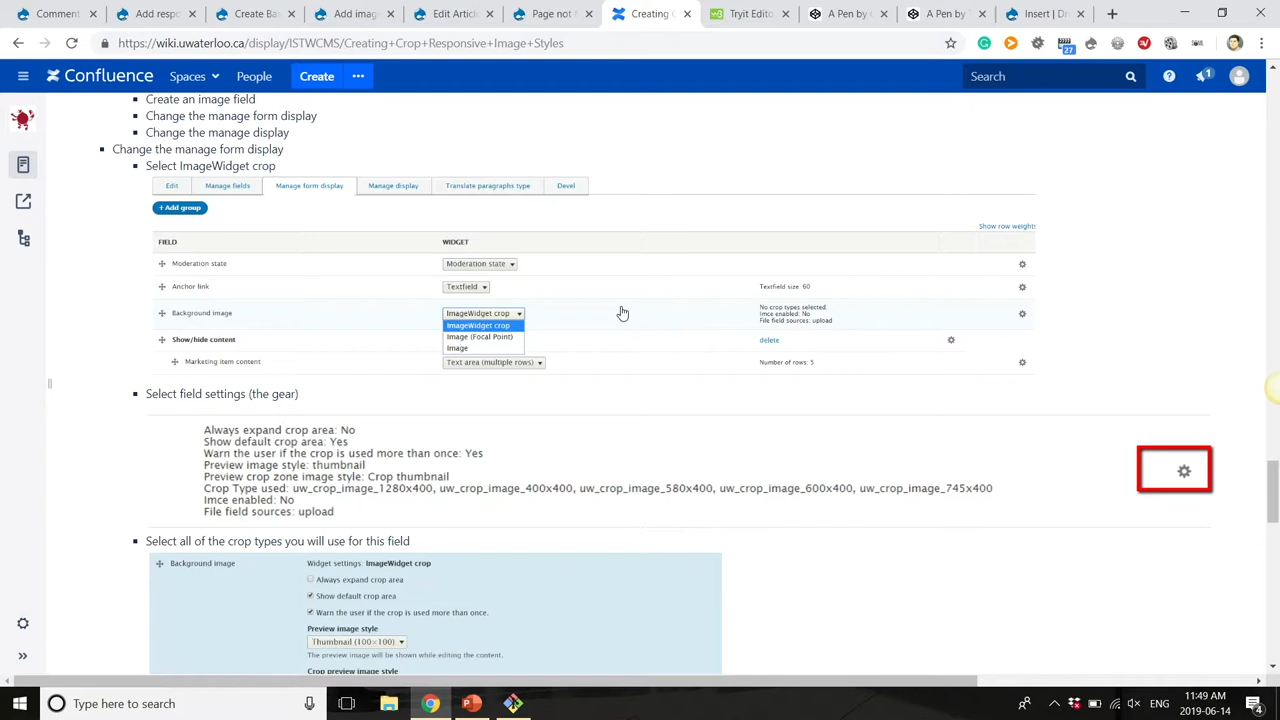 File
Edit
View
Image on
Page on F
Creating C
Tryit Edito
A Pen by
A Pen by
Insert / D
https://wiki.uwaterloo.ca/display/STWCMS/Creating+Crop+Responsive+Image+Styles
27
Confluence
Spaces
People
Create
Search
1
Create an image field
Change the manage form display
Change the manage display
Change the manage form display
Select ImageWidget crop
Edit
Manage fields
Manage form display
Manage display
Translate paragraphs type
Devel
+ Add group
Show row weights
FIELD
WIDGET
Moderation state
Moderation state
Anchor link
Textfield
Textfield size: 60
Background image
ImageWidget crop
No crop types selected.
Imce enabled: No
File field sources: upload
ImageWidget crop
Image (Focal Point)
Image
Show/hide content
delete
Marketing item content
Text area (multiple rows)
Number of rows: 5
Select field settings (the gear)
Always expand crop area: No
Show default crop area: Yes
Warn the user if the crop is used more than once: Yes
Preview image style: thumbnail
Preview crop zone image style: Crop thumbnail
Crop Type used: uw_crop_image_1280x400, uw_crop_image_400x400, uw_crop_image_580x400, uw_crop_image_600x400, uw_crop_image_745x400
Imce enabled: No
File field sources: upload
Select all of the crop types you will use for this field
Background image
Widget settings: ImageWidget crop
Always expand crop area
Show default crop area
Warn the user if the crop is used more than once.
Preview image style
Thumbnail (100×100)
The preview image will be shown while editing the content.
Crop preview image style
Type here to search
ENG
11:49 AM
2019-06-14